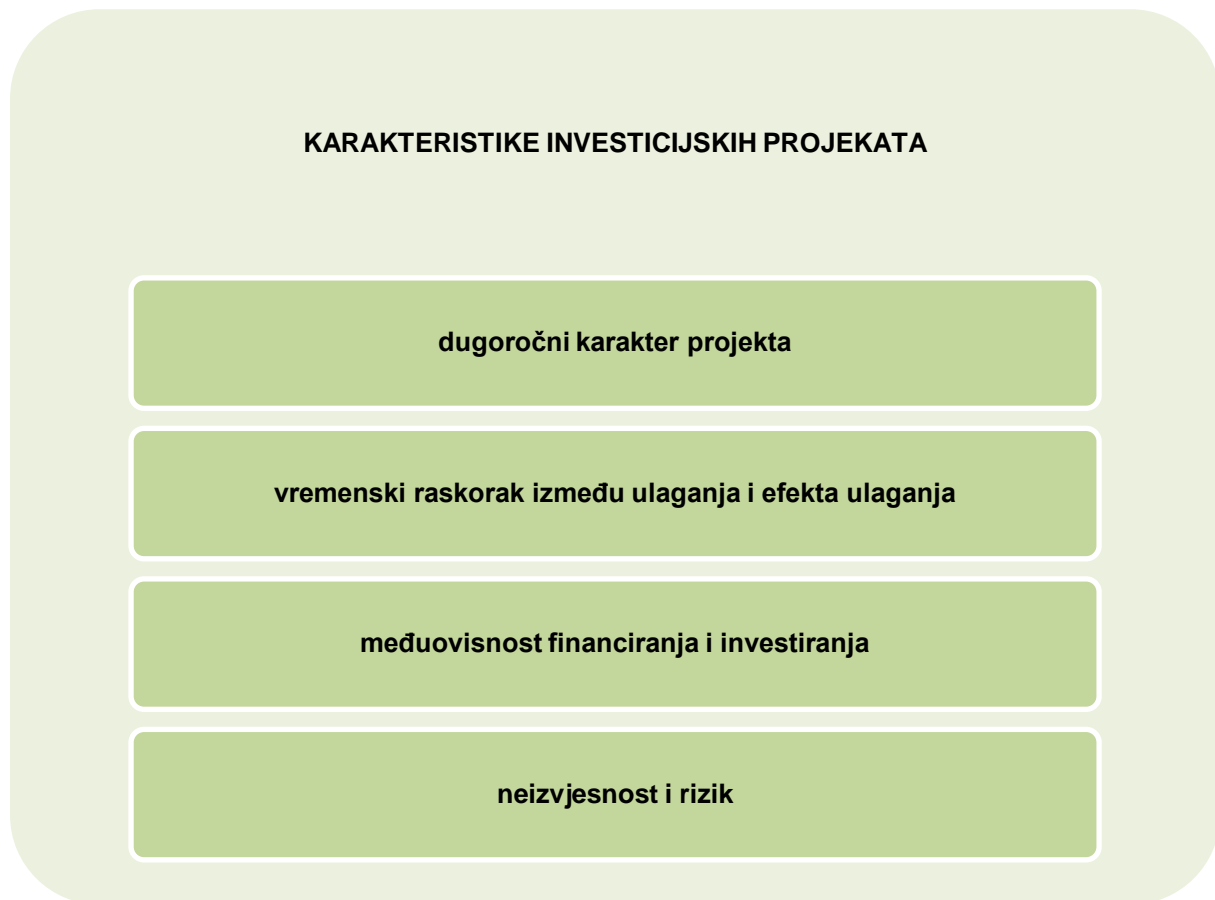 KARAKTERISTIKE INVESTICIJSKIH PROJEKATA
dugoročni karakter projekta
vremenski raskorak između ulaganja i efekta ulaganja
međuovisnost financiranja i investiranja
neizvjesnost i rizik